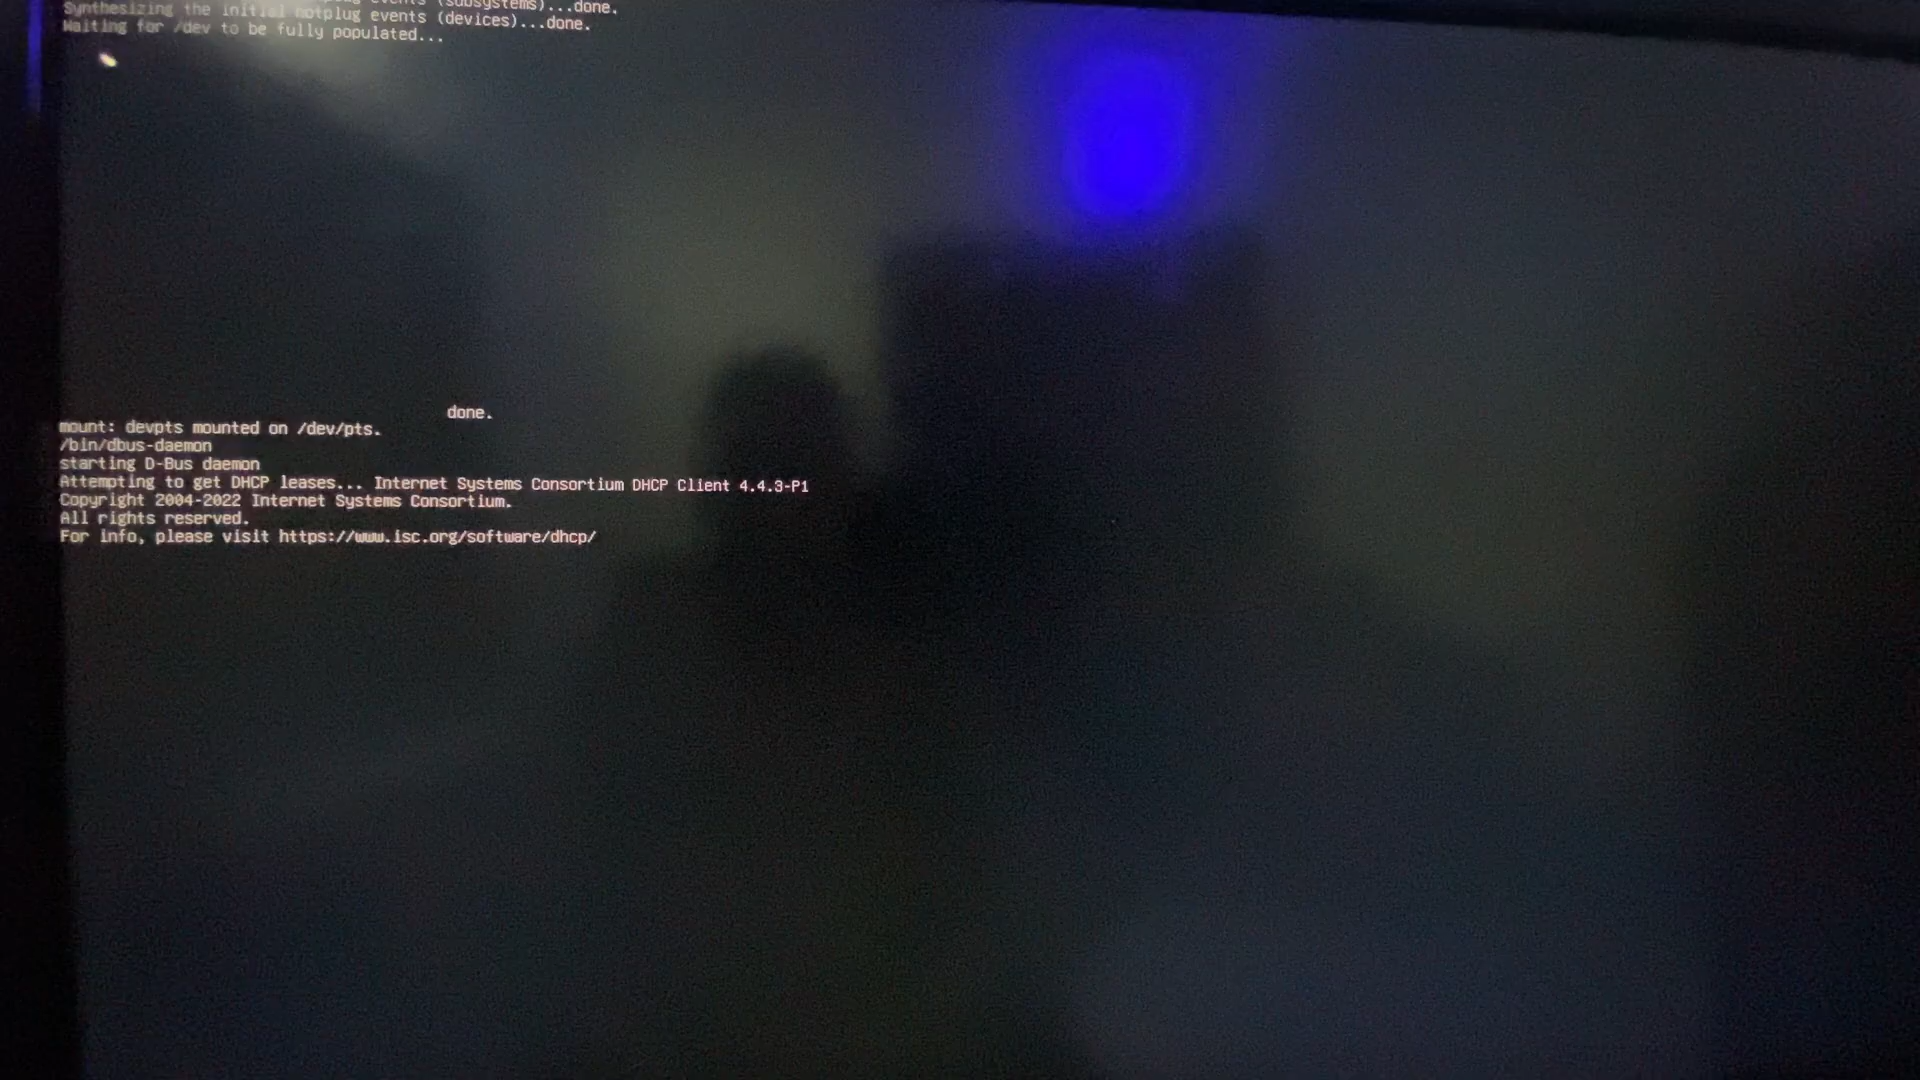 (subsystems)...done.
Synthesizing the initial hotplug events (devices)...done.
Waiting for /dev to be fully populated...
done.
mount: devpts mounted on /dev/pts.
/bin/dbus-daemon
starting D-Bus daemon
Attempting to get DHCP leases... Internet Systems Consortium DHCP Client 4.4.3-P1
Copyright 2004-2022 Internet Systems Consortium.
All rights reserved.
For info, please visit https://www.isc.org/software/dhcp/